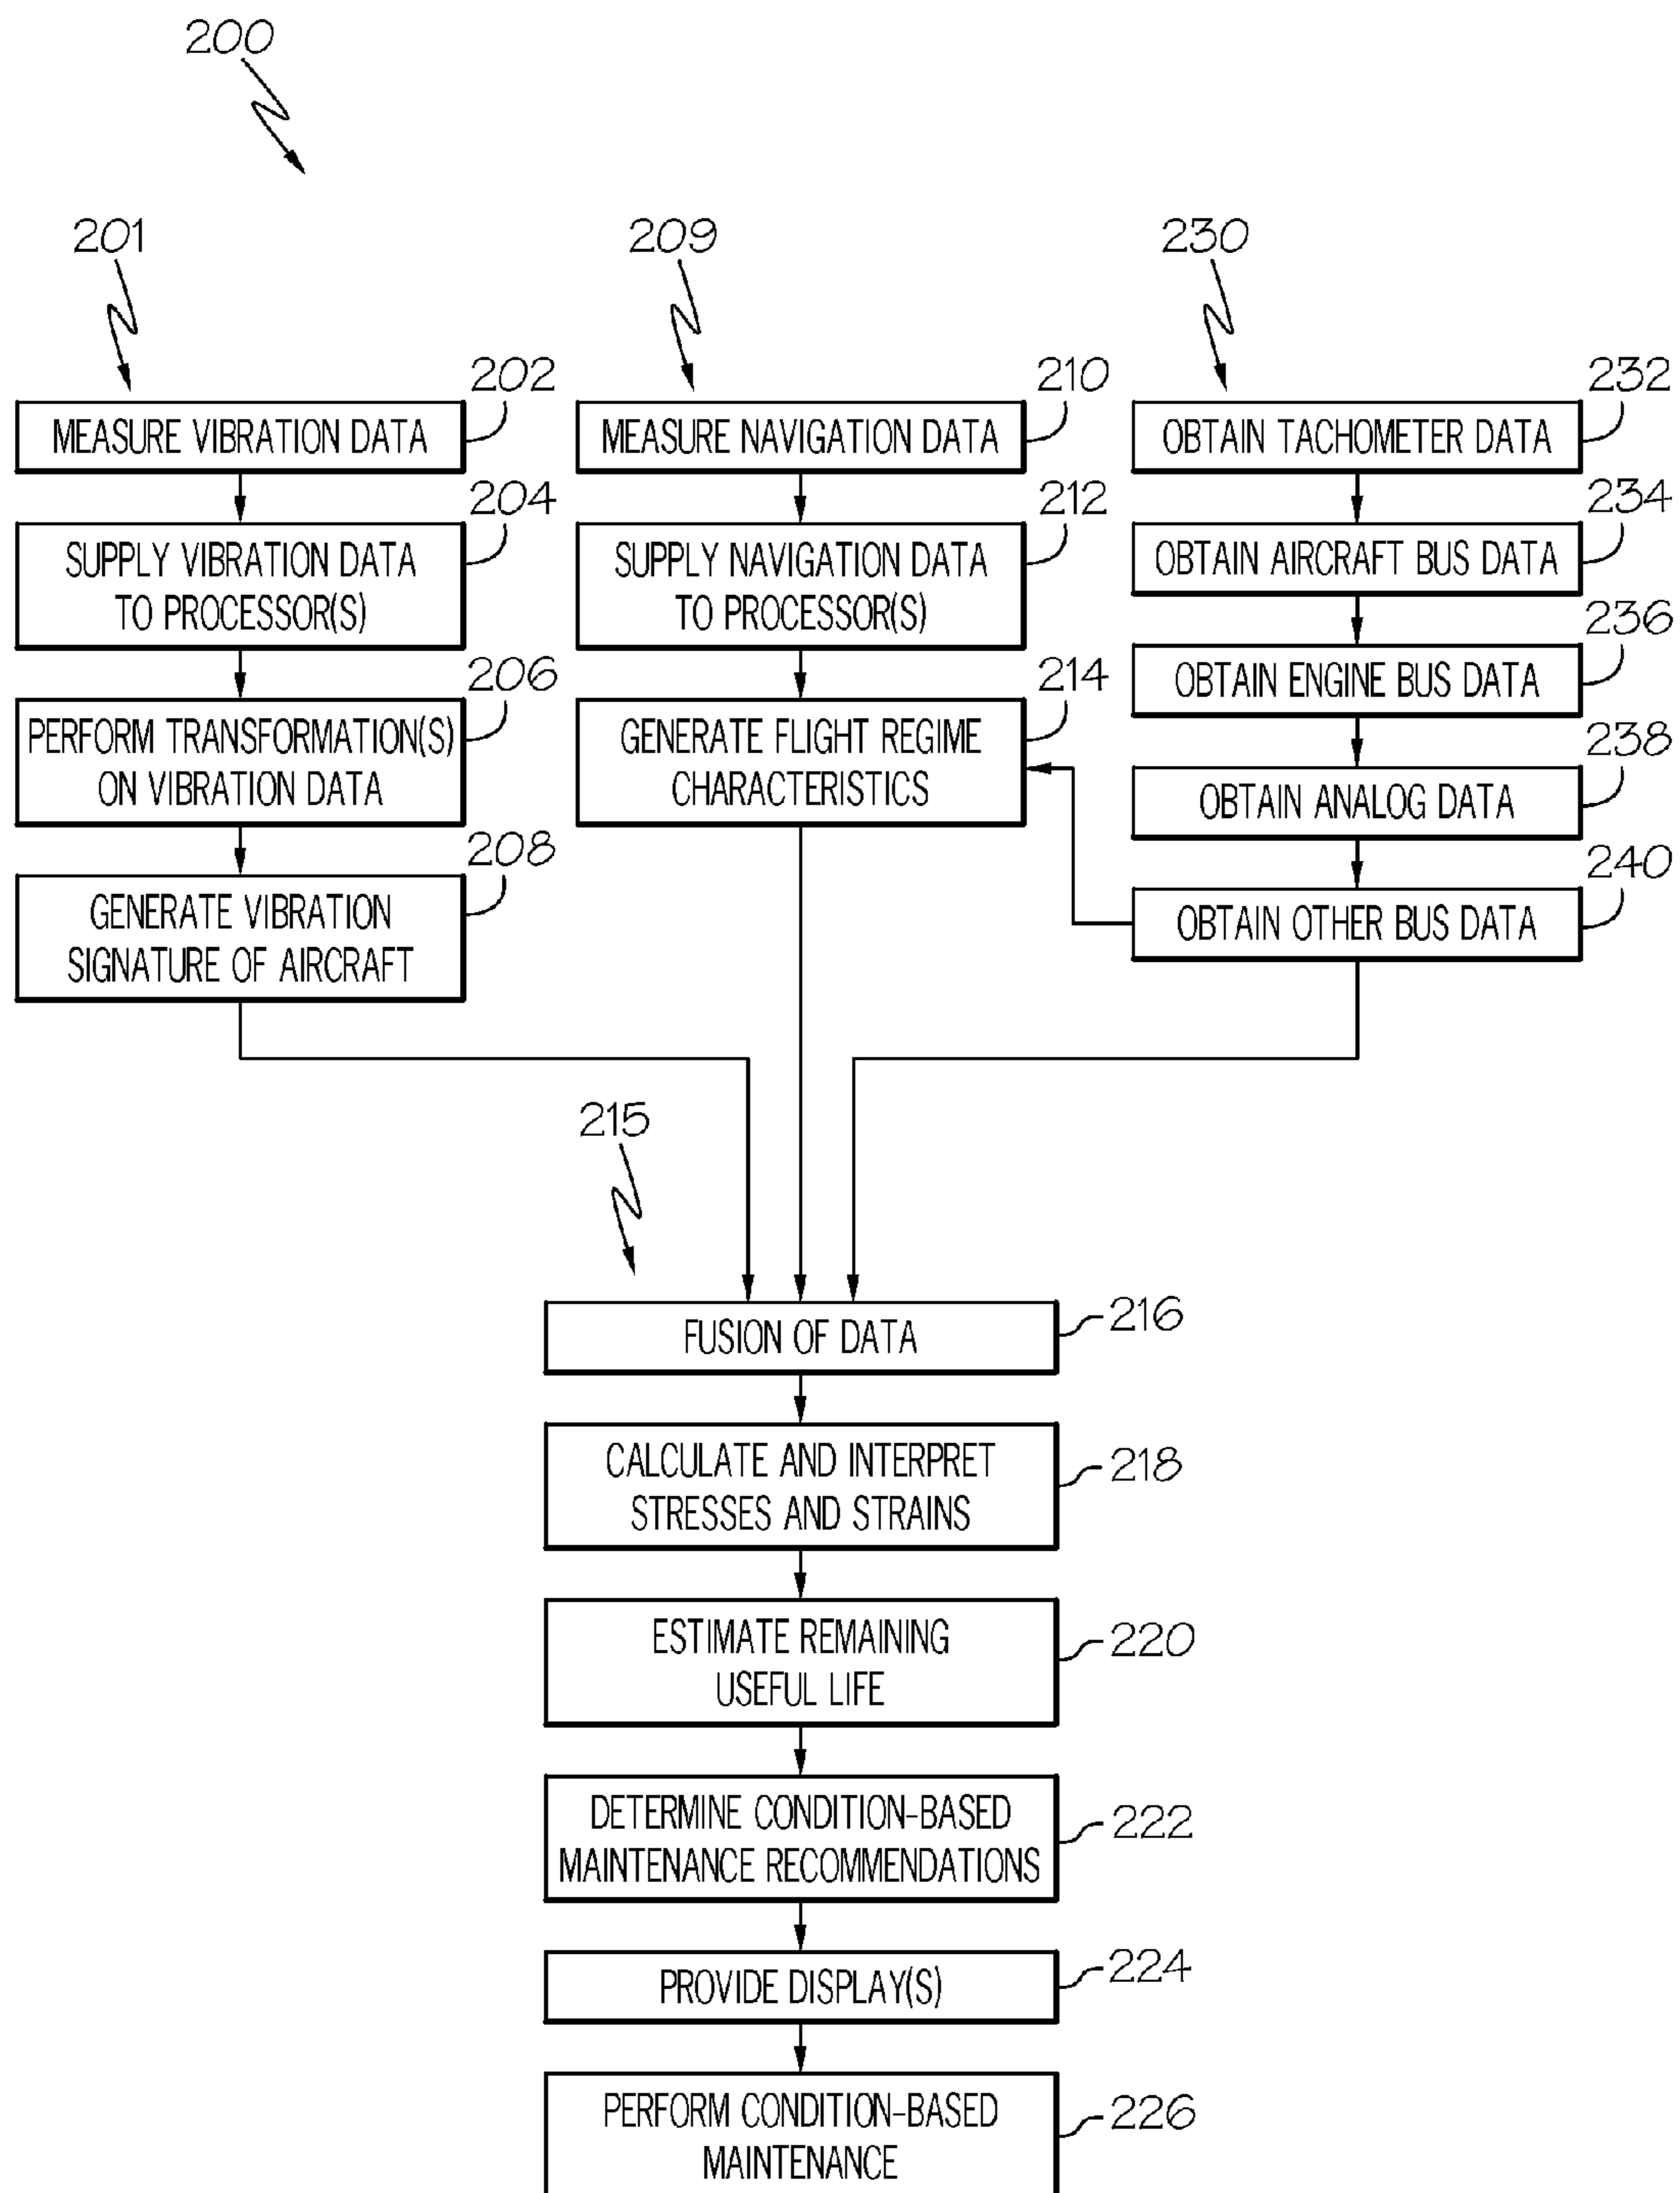 200
201
209
230
202
MEASURE VIBRATION DATA
204
SUPPLY VIBRATION DATA
TO PROCESSOR(S)
206
PERFORM TRANSFORMATION(S)
ON VIBRATION DATA
208
GENERATE VIBRATION
SIGNATURE OF AIRCRAFT
210
MEASURE NAVIGATION DATA
212
SUPPLY NAVIGATION DATA
TO PROCESSOR(S)
214
GENERATE FLIGHT REGIME
CHARACTERISTICS
232
OBTAIN TACHOMETER DATA
234
OBTAIN AIRCRAFT BUS DATA
236
OBTAIN ENGINE BUS DATA
238
OBTAIN ANALOG DATA
240
OBTAIN OTHER BUS DATA
215
FUSION OF DATA
216
CALCULATE AND INTERPRET
STRESSES AND STRAINS
218
ESTIMATE REMAINING
USEFUL LIFE
220
DETERMINE CONDITION-BASED
MAINTENANCE RECOMMENDATIONS
222
PROVIDE DISPLAY(S)
224
PERFORM CONDITION-BASED
MAINTENANCE
226